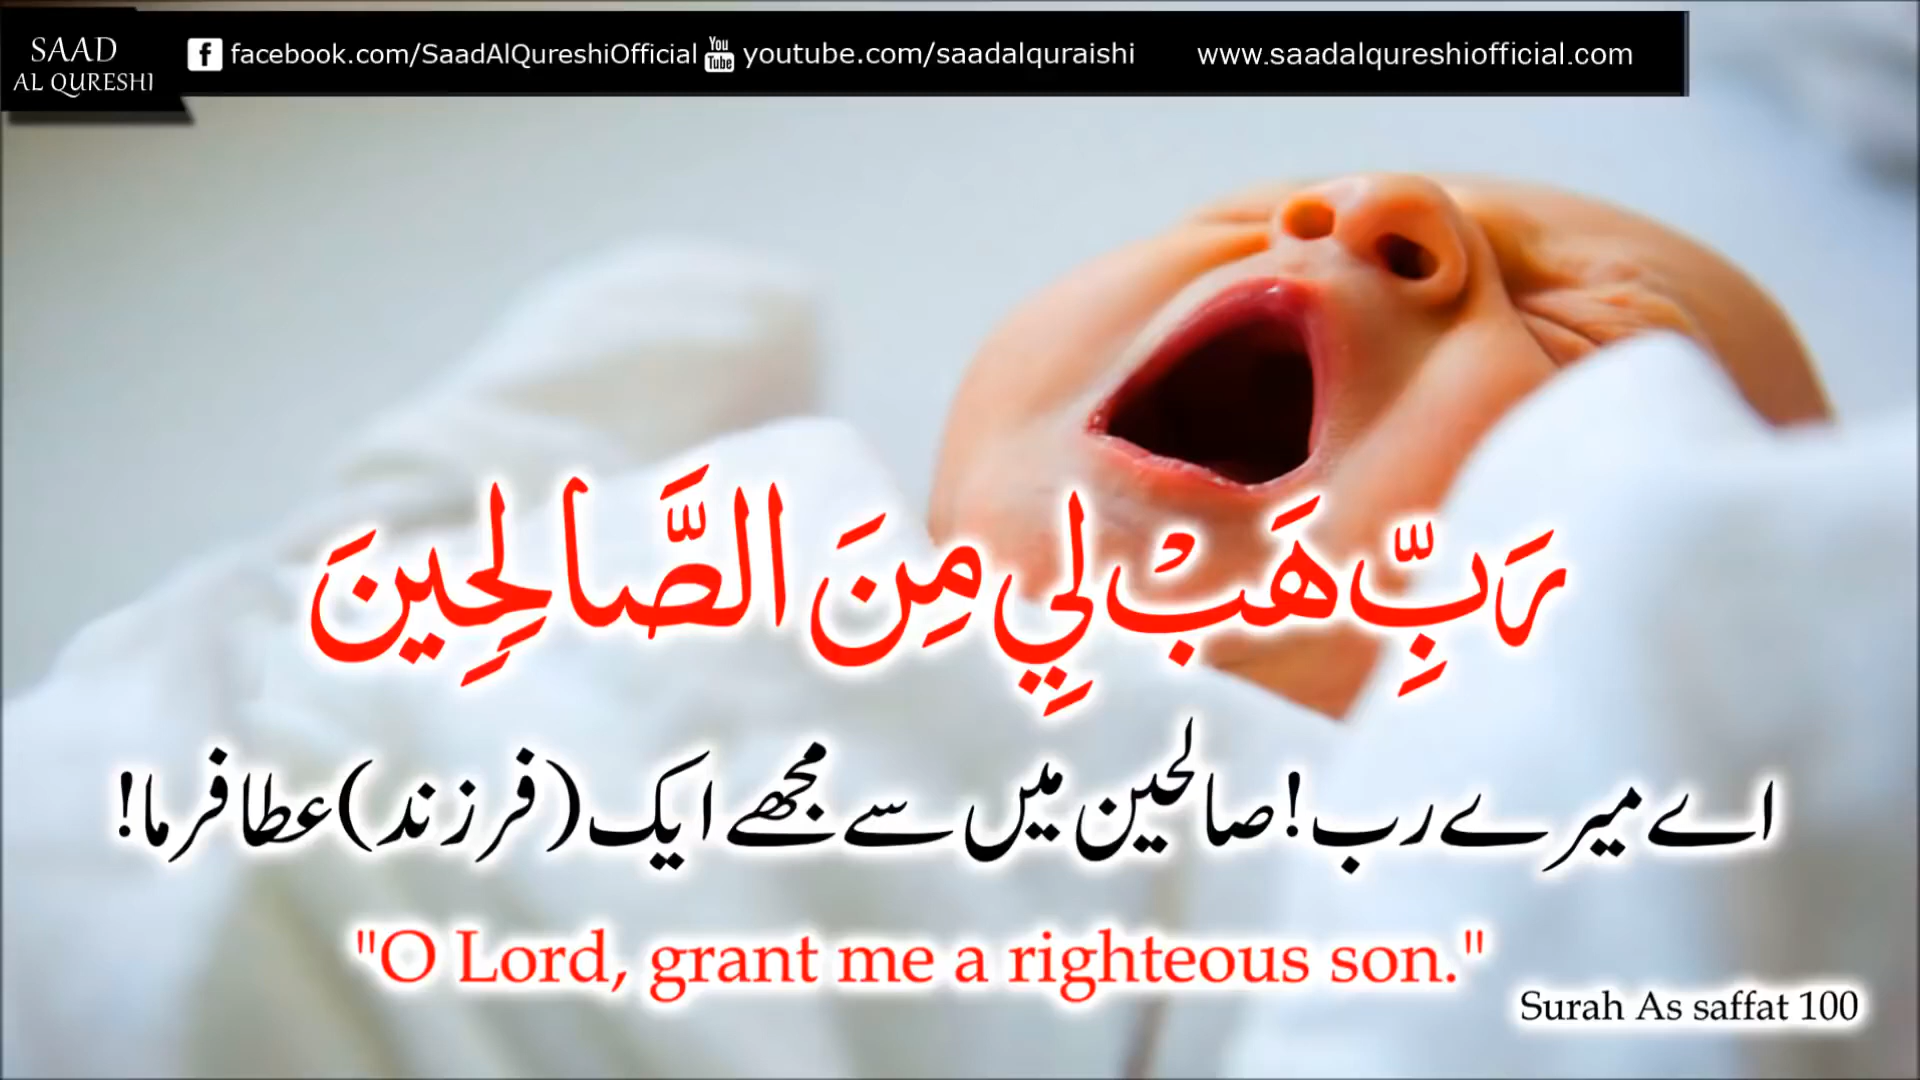 SAAD
AL QURESHI
facebook.com/SaadAlQureshiOfficial
You
Tube
youtube.com/saadalquraishi
www.saadalqureshiofficial.com
رَبِّ هَبْ لِي مِنَ الصَّالِحِينَ
اے میرے رب! صالحین میں سے مجھے ایک (فرزند) عطا فرما!
"O Lord, grant me a righteous son."
Surah As saffat 100